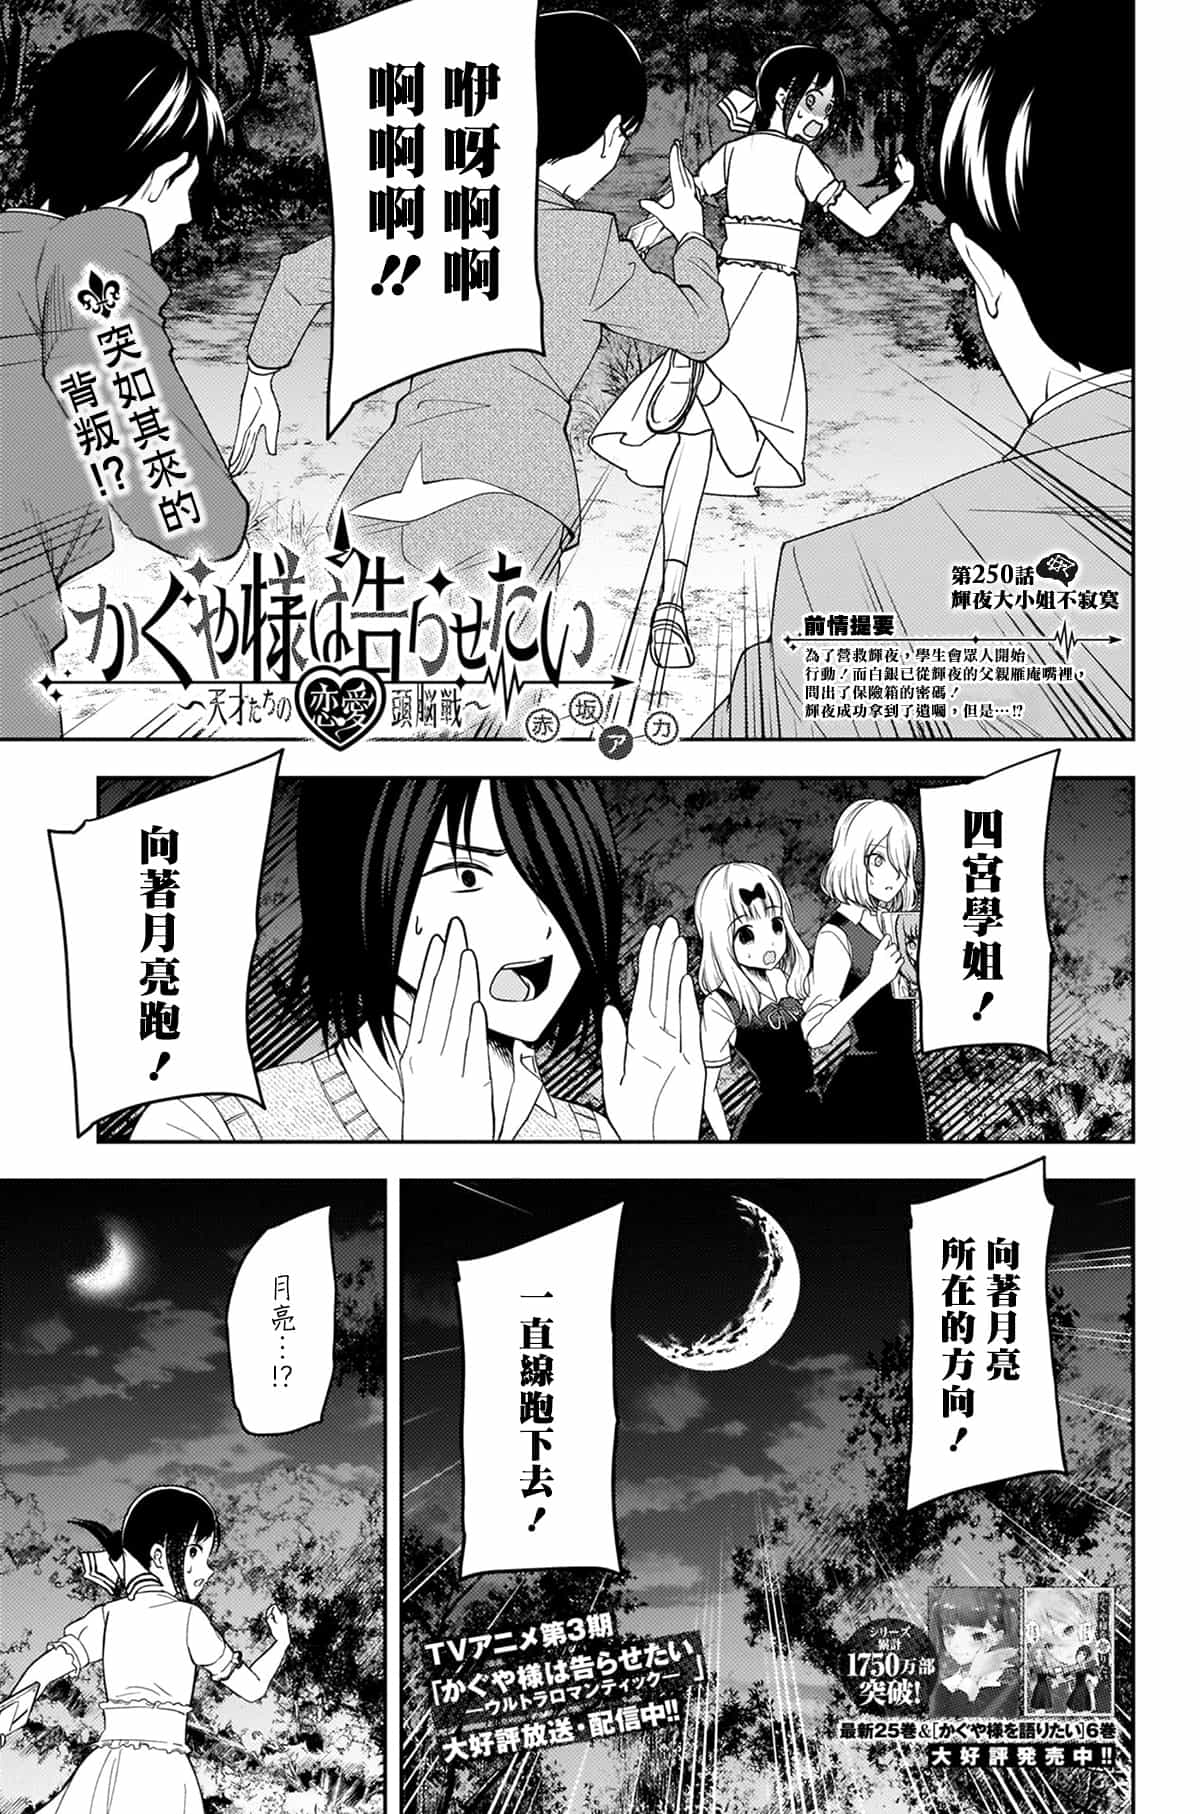 咿呀啊啊
啊啊啊啊!!
突如其來的
背叛!?
かぐや様は告らせたい
〜天才たちの恋愛頭脳戦〜
赤坂アカ
第250話
輝夜大小姐不寂寞
前情提要
為了營救輝夜，學生會眾人開始
行動！而白銀已從輝夜的父親雁庵嘴裡，
問出了保險箱的密碼！
輝夜成功拿到了遺囑，但是…!?
四宮學姐！
向著月亮跑！
向著月亮
所在的方向！
一直線跑下去！
月亮…!?
TVアニメ第3期
「かぐや様は告らせたい
―ウルトラロマンティック―」
大好評放送・配信中!!
シリーズ
累計
1750万部
突破！
最新25巻&[かぐや様を語りたい]6巻
大好評発売中!!